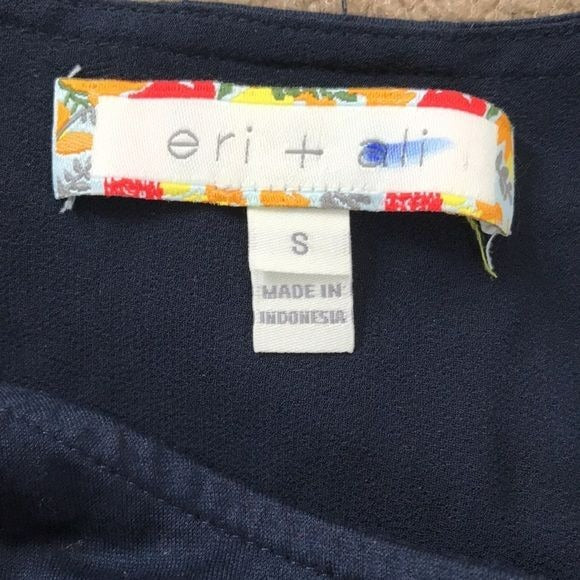 eri + ali
S
MADE IN
INDONESIA